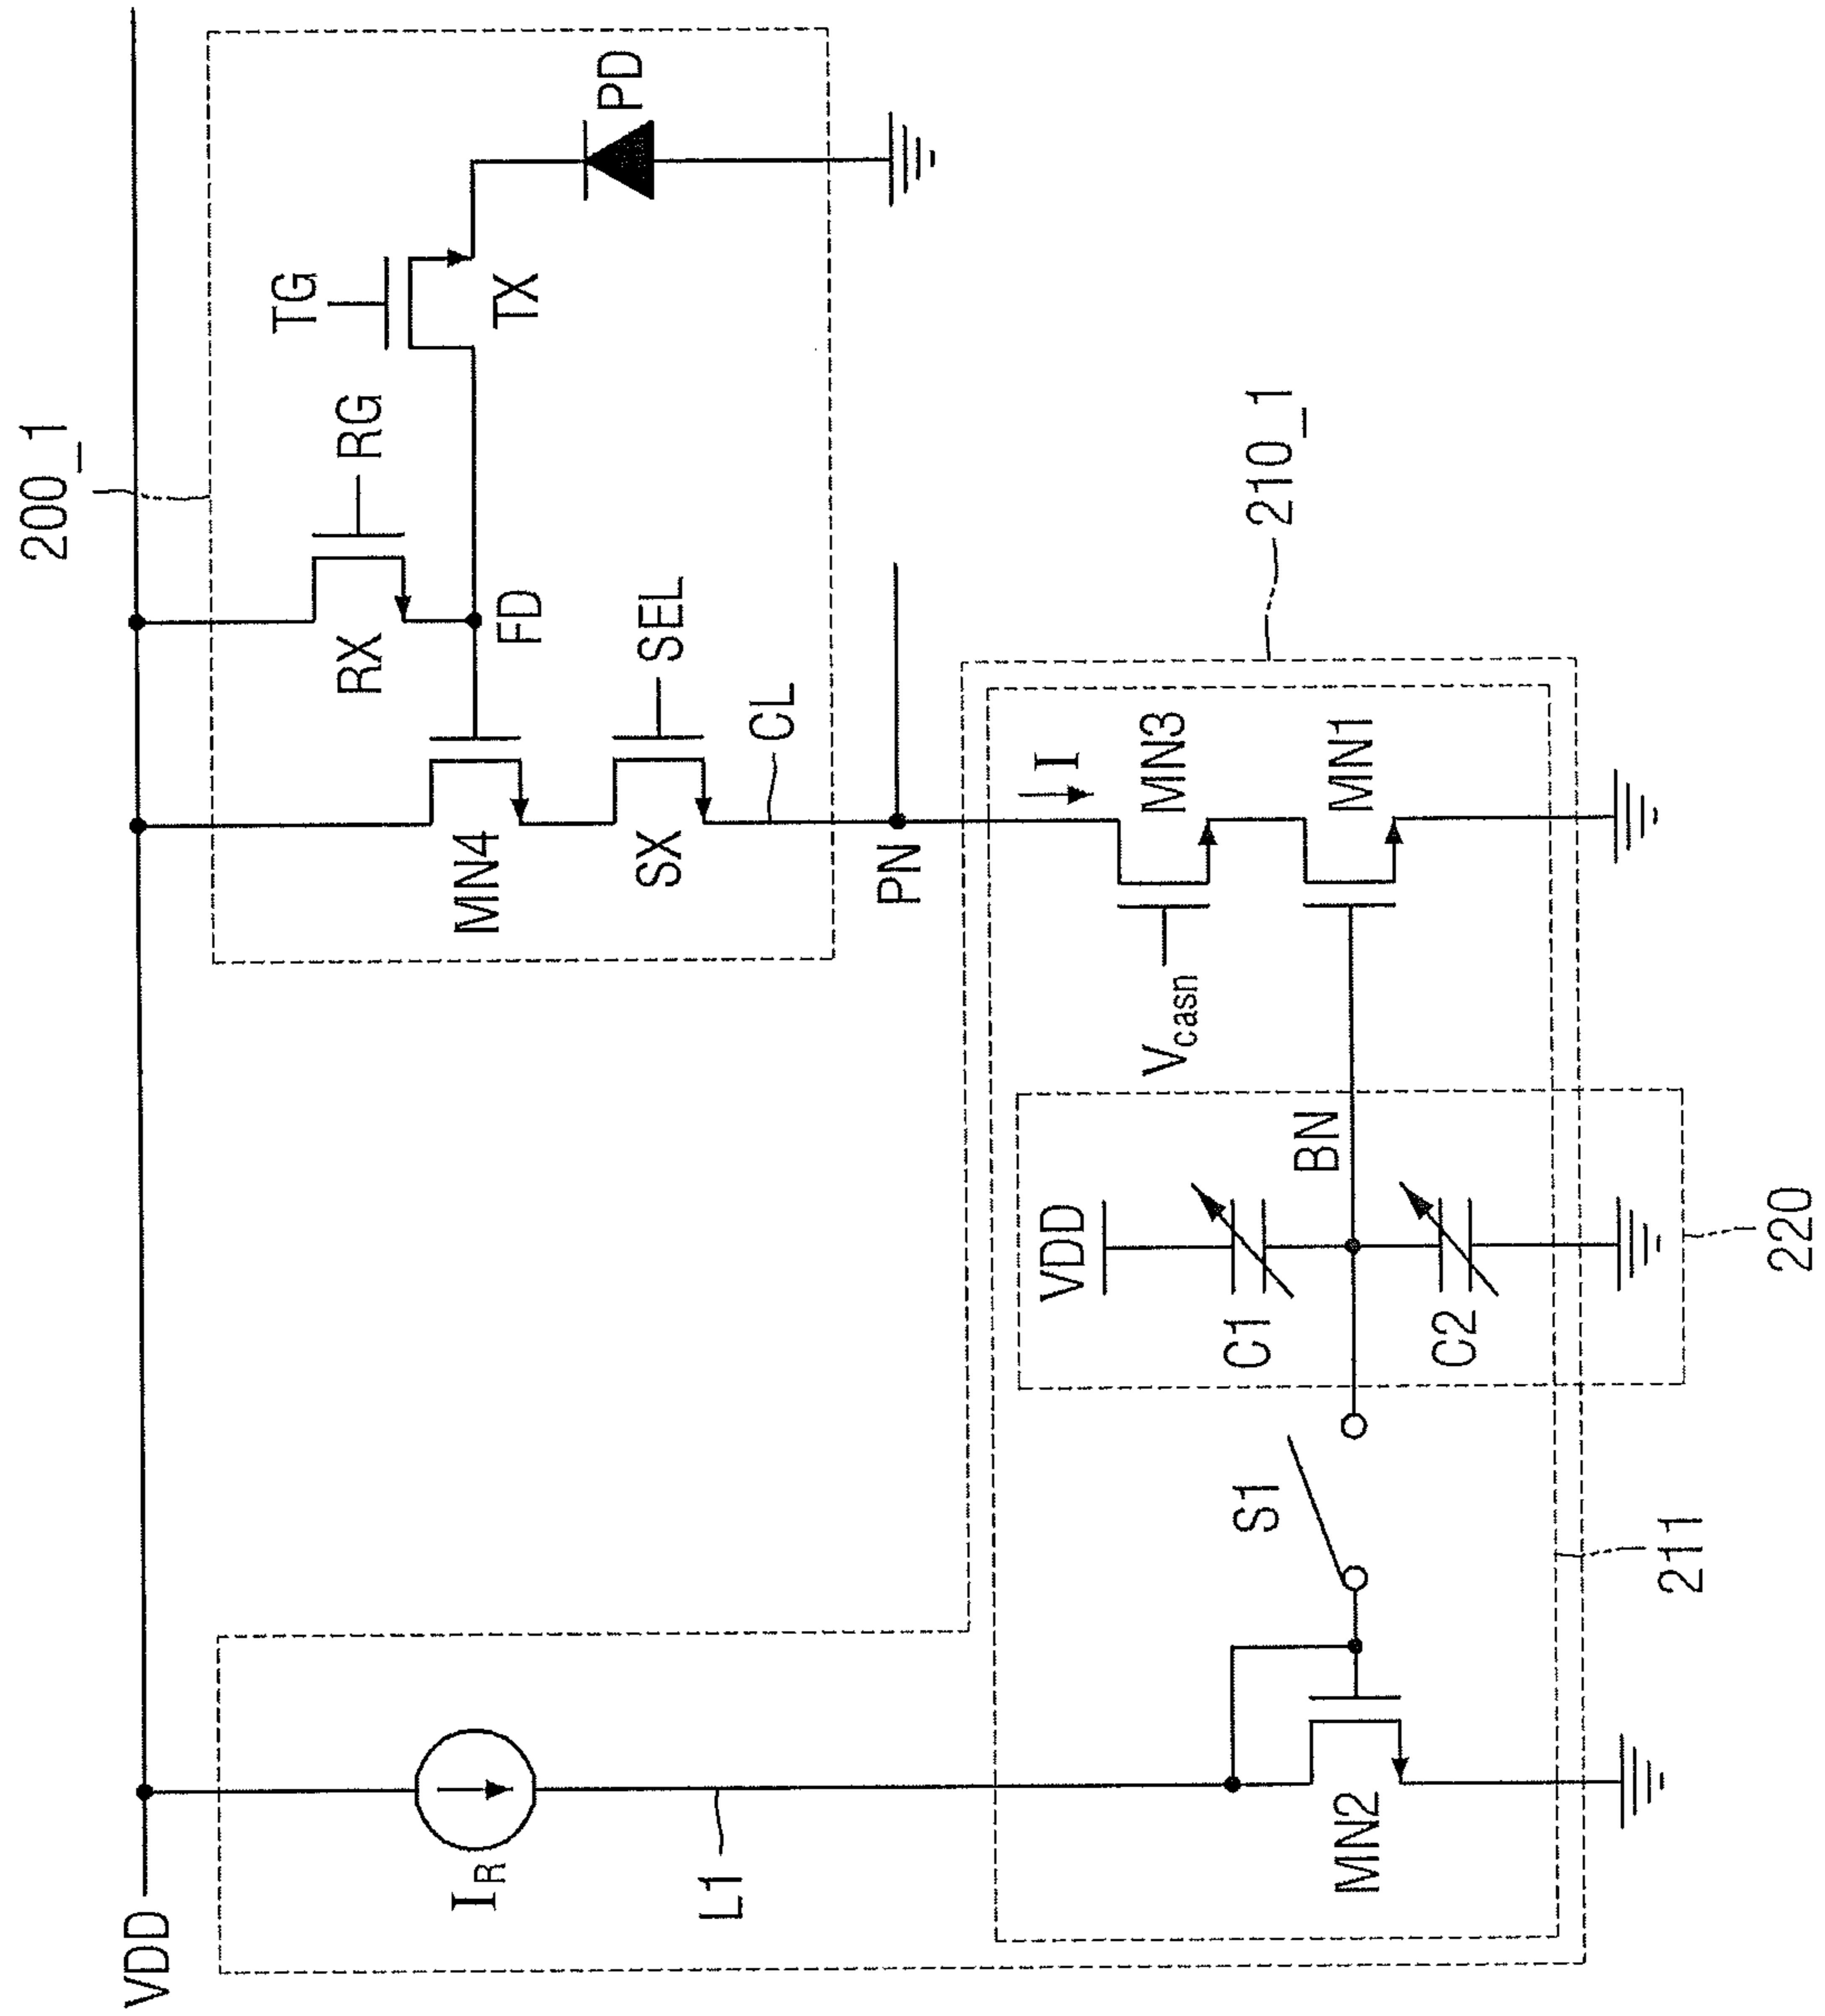 200_1
VDD
TG
RG
RX
FD
TX
PD
MN4
SEL
SX
CL
PN
210_1
I
IR
L1
Vcasn
MN3
VDD
C1
BN
MN1
S1
C2
MN2
211
220